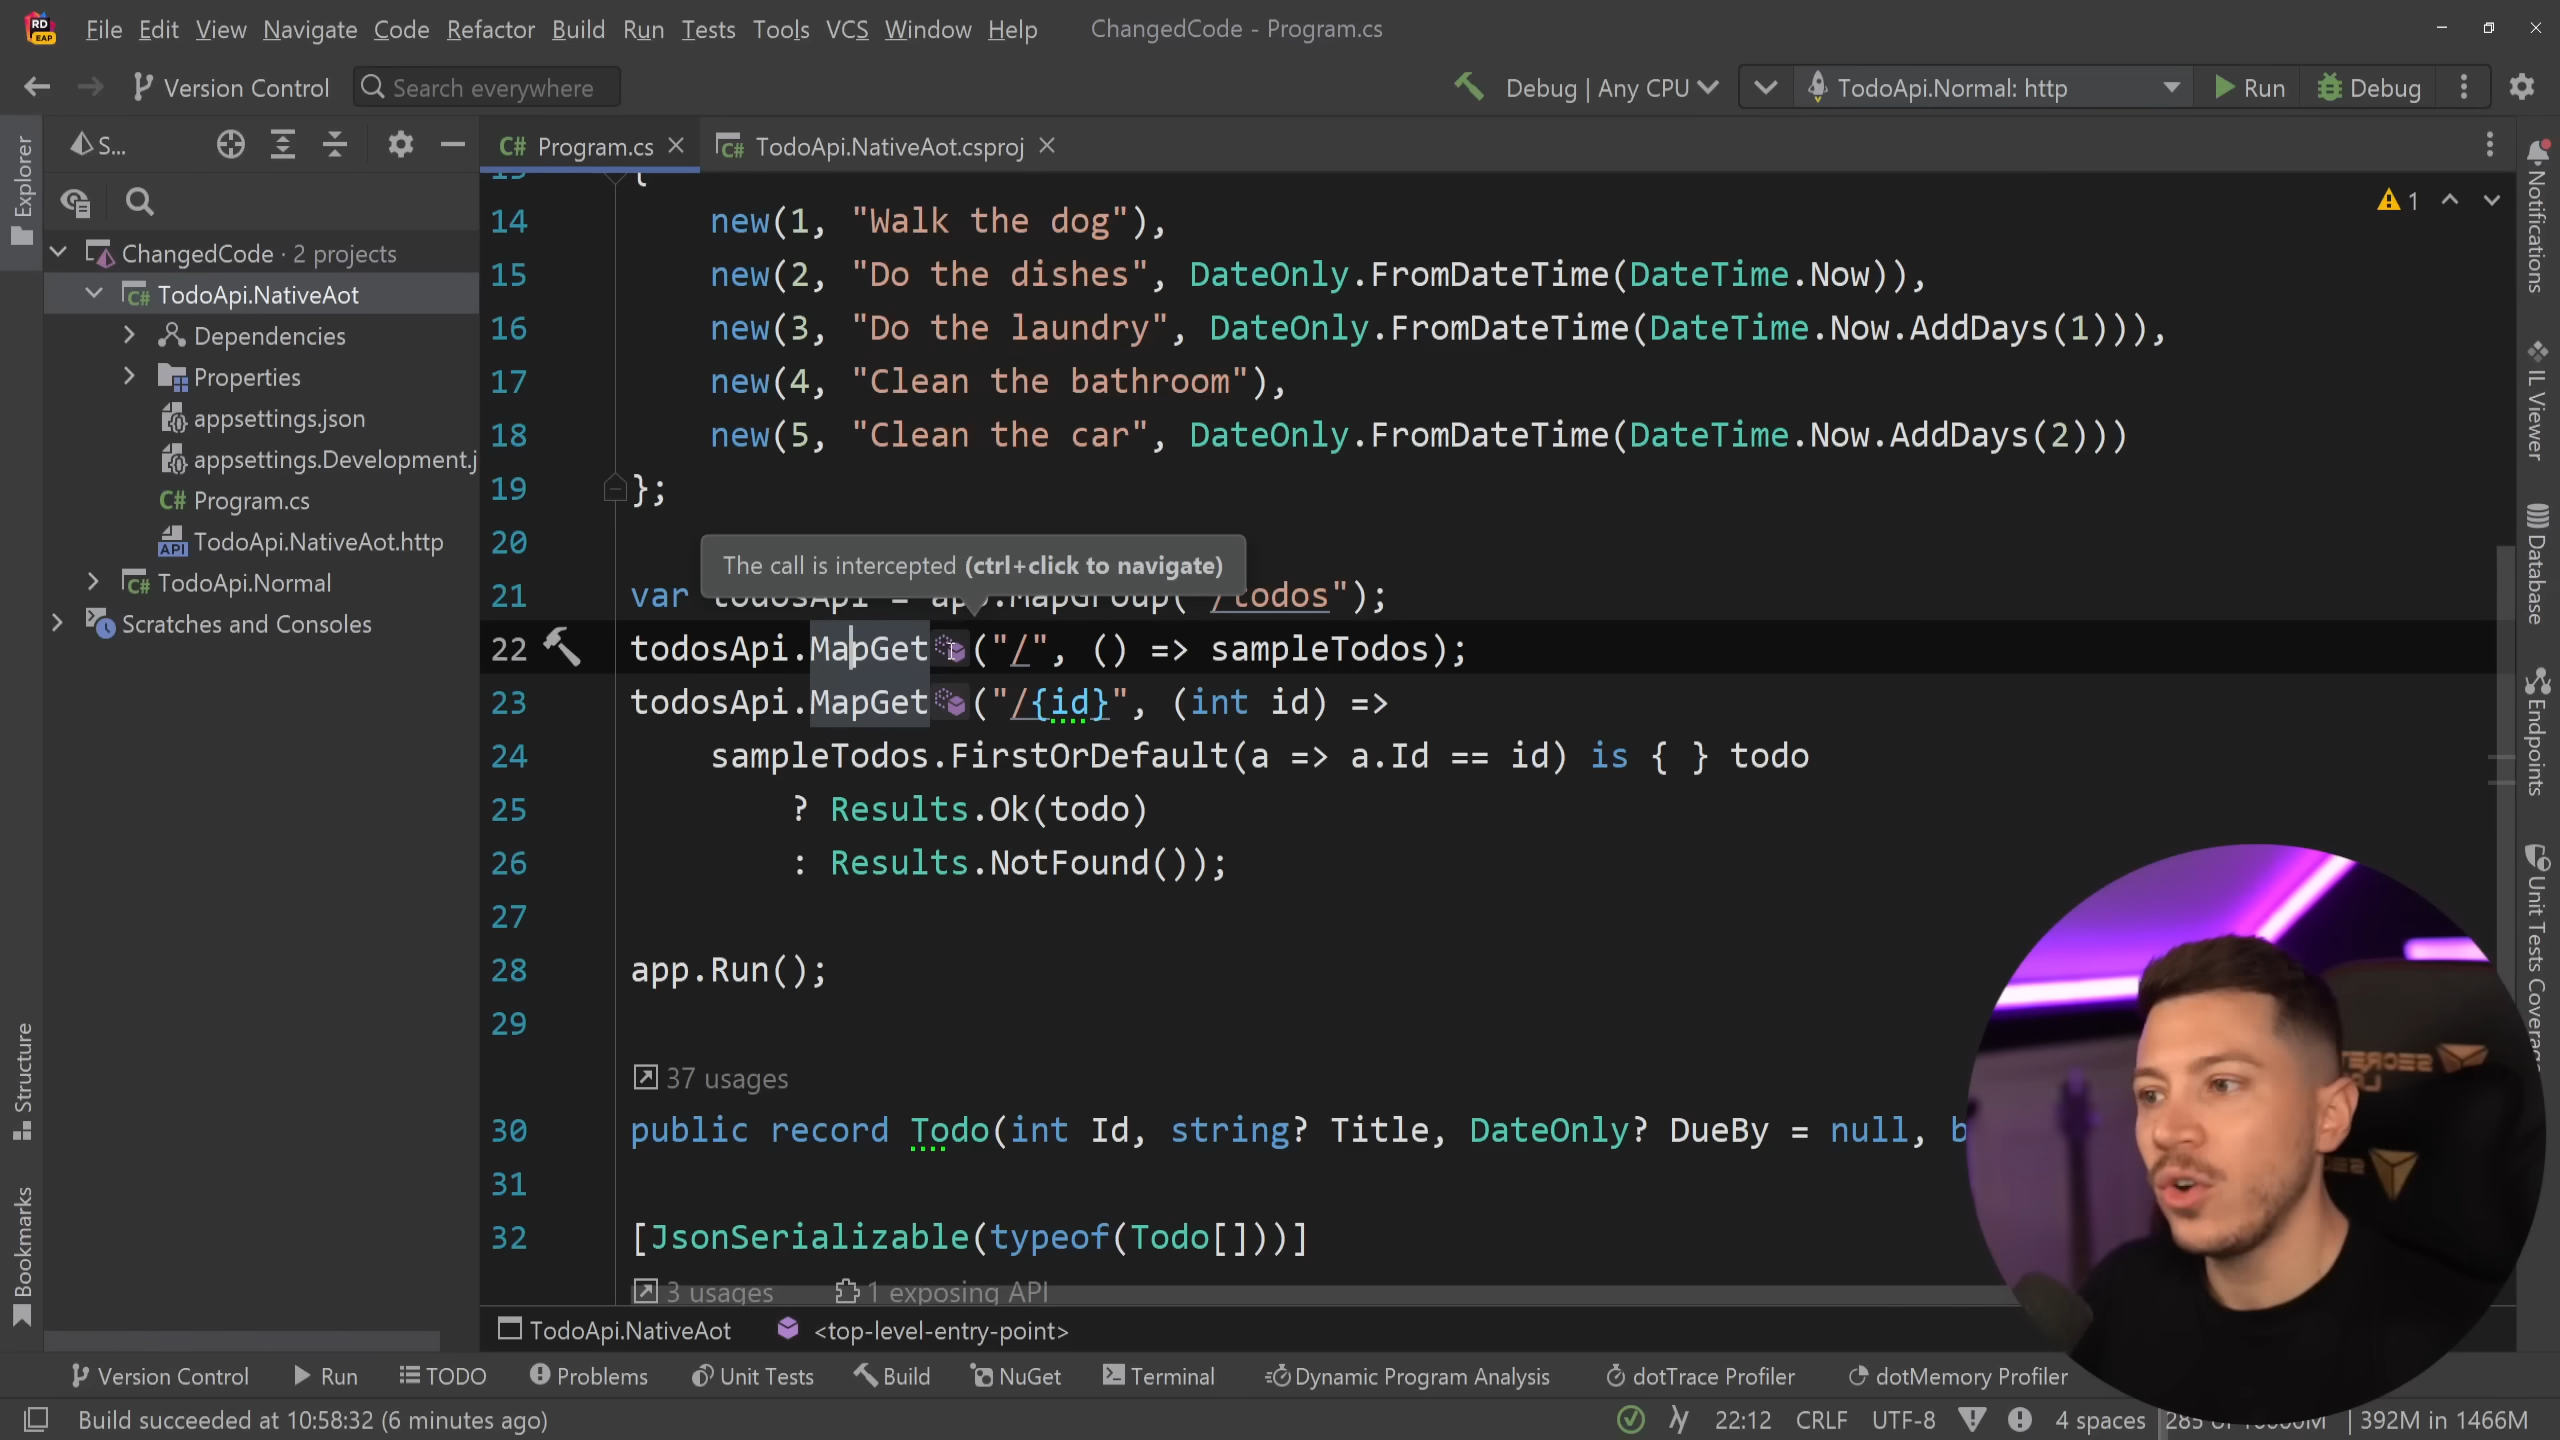 RD EAP File Edit View Navigate Code Refactor Build Run Tests Tools VCS Window Help ChangedCode - Program.cs
Version Control Search everywhere Debug | Any CPU TodoApi.Normal: http Run Debug
Explorer
S...
Program.cs
TodoApi.NativeAot.csproj
ChangedCode · 2 projects
TodoApi.NativeAot
Dependencies
Properties
appsettings.json
appsettings.Development.j
Program.cs
TodoApi.NativeAot.http
TodoApi.Normal
Scratches and Consoles
Structure
Bookmarks
{
1
14 new(1, "Walk the dog"),
15 new(2, "Do the dishes", DateOnly.FromDateTime(DateTime.Now)),
16 new(3, "Do the laundry", DateOnly.FromDateTime(DateTime.Now.AddDays(1))),
17 new(4, "Clean the bathroom"),
18 new(5, "Clean the car", DateOnly.FromDateTime(DateTime.Now.AddDays(2)))
19 };
20
The call is intercepted (ctrl+click to navigate)
21 var todosApi = app.MapGroup("/todos");
22 todosApi.MapGet("/", () => sampleTodos);
23 todosApi.MapGet("/{id}", (int id) =>
24 sampleTodos.FirstOrDefault(a => a.Id == id) is { } todo
25 ? Results.Ok(todo)
26 : Results.NotFound());
27
28 app.Run();
29
37 usages
30 public record Todo(int Id, string? Title, DateOnly? DueBy = null, b
31
32 [JsonSerializable(typeof(Todo[]))]
3 usages 1 exposing API
TodoApi.NativeAot <top-level-entry-point>
Notifications
IL Viewer
Database
Endpoints
Unit Tests Coverage
Version Control Run TODO Problems Unit Tests Build NuGet Terminal Dynamic Program Analysis dotTrace Profiler dotMemory Profiler
Build succeeded at 10:58:32 (6 minutes ago) 22:12 CRLF UTF-8 4 spaces 392M in 1466M